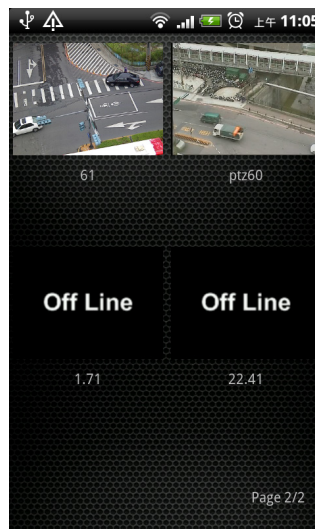 上午 11:05
61
ptz60
Off Line
Off Line
1.71
22.41
Page 2/2